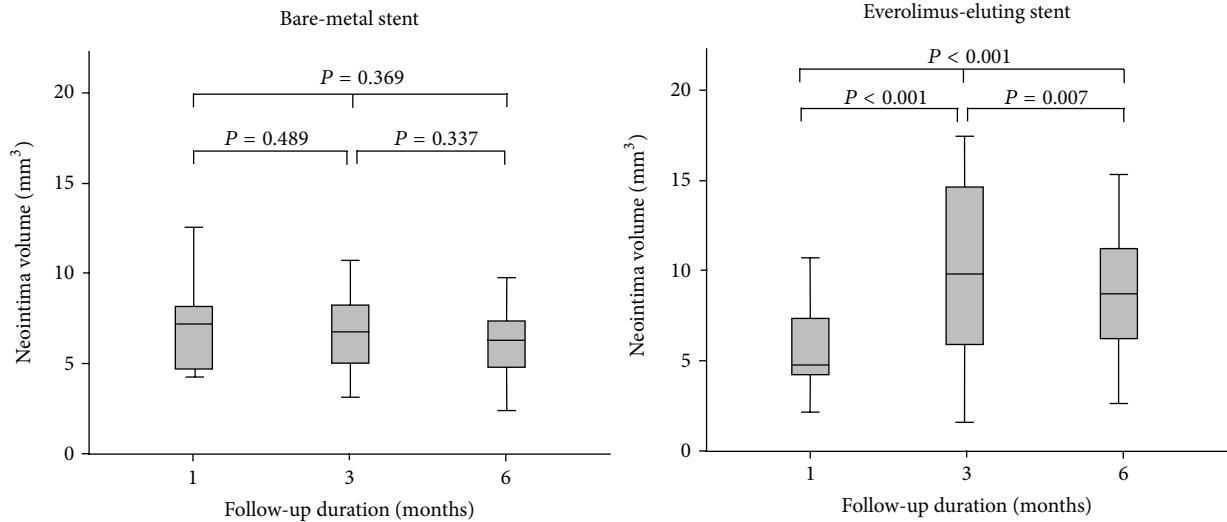 Bare-metal stent
P = 0.369
P = 0.489
P = 0.337
20
15
10
5
0
Neointima volume (mm³)
1 3 6
Follow-up duration (months)
Everolimus-eluting stent
P < 0.001
P < 0.001
P = 0.007
20
15
10
5
0
Neointima volume (mm³)
1 3 6
Follow-up duration (months)